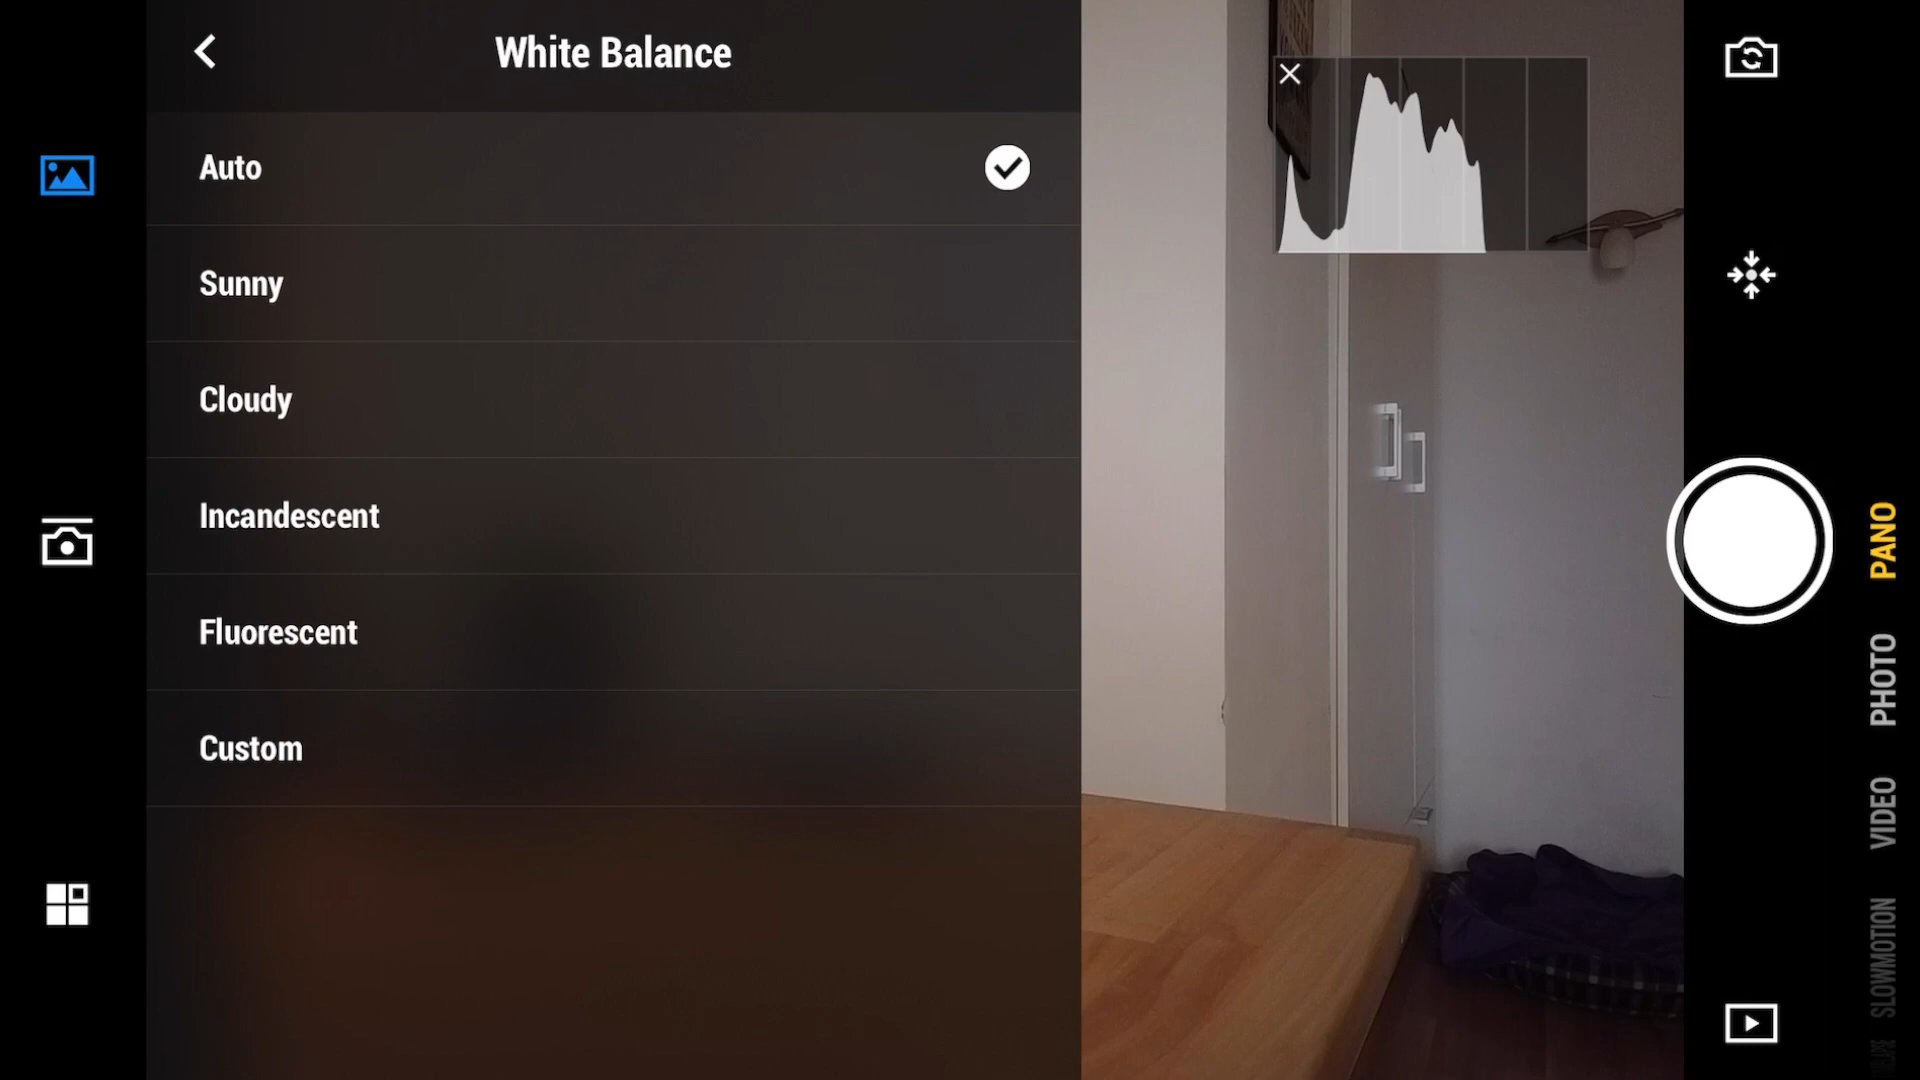 White Balance
Auto
Sunny
Cloudy
Incandescent
Fluorescent
Custom
PANO
PHOTO
VIDEO
SLOWMOTION